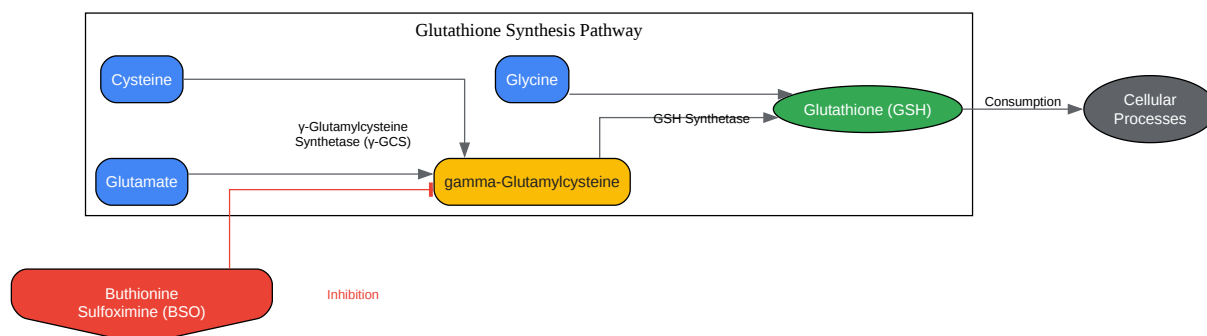 Glutathione Synthesis Pathway
Cysteine
Glycine
Glutathione (GSH)
Consumption
Cellular
Processes
GSH Synthetase
γ-Glutamylcysteine
Synthetase (γ-GCS)
Glutamate
gamma-Glutamylcysteine
Buthionine
Sulfoximine (BSO)
Inhibition